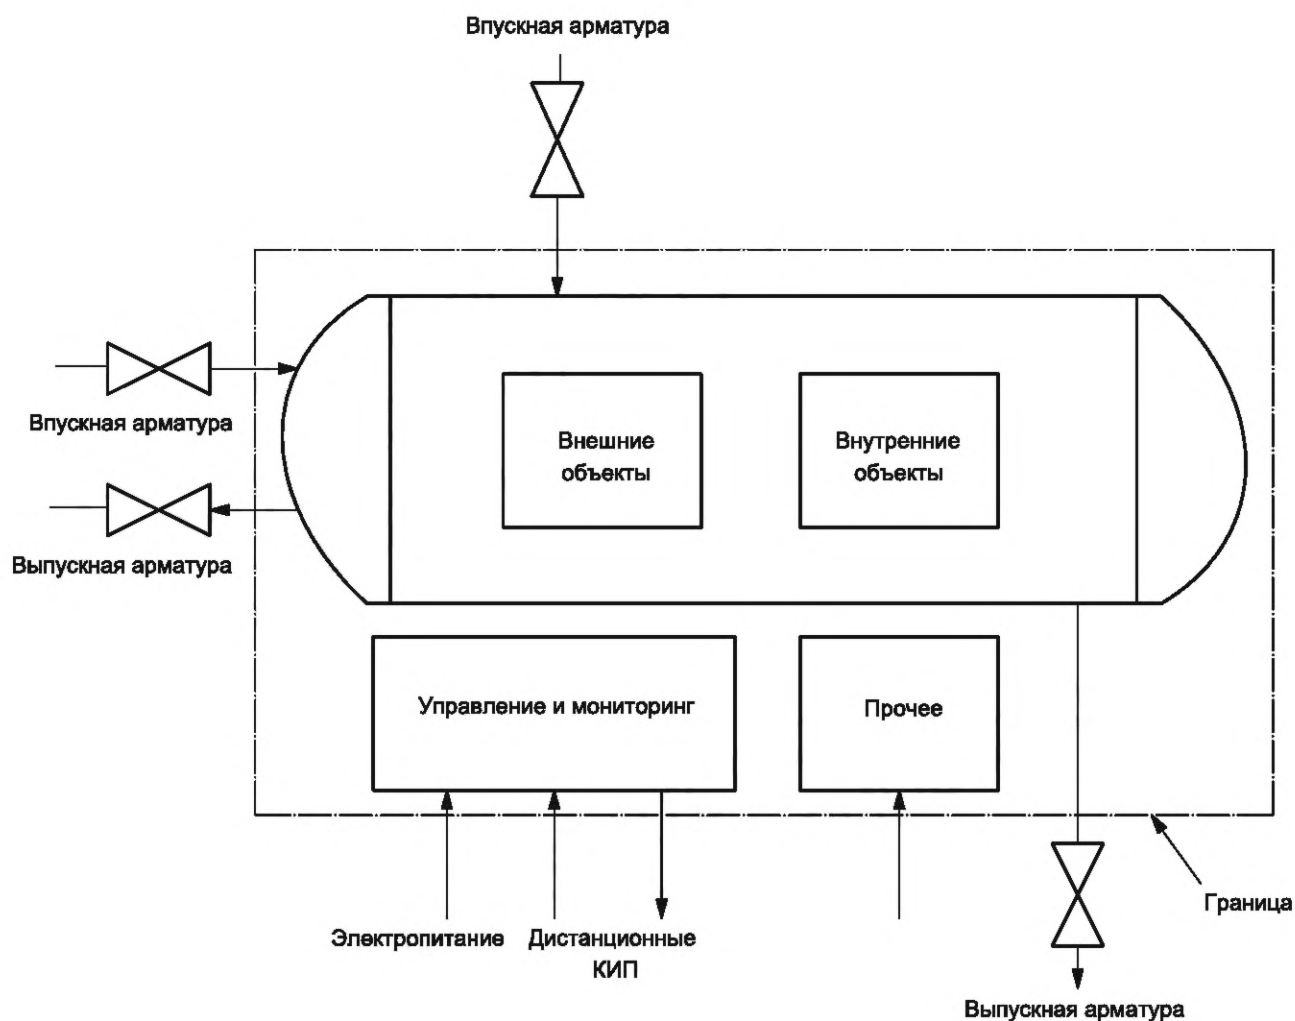 Впускная арматура
Впускная арматура
Внешние
объекты
Внутренние
объекты
Выпускная арматура
Управление и мониторинг
Прочее
Граница
Электропитание
Дистанционные
КИП
Выпускная арматура